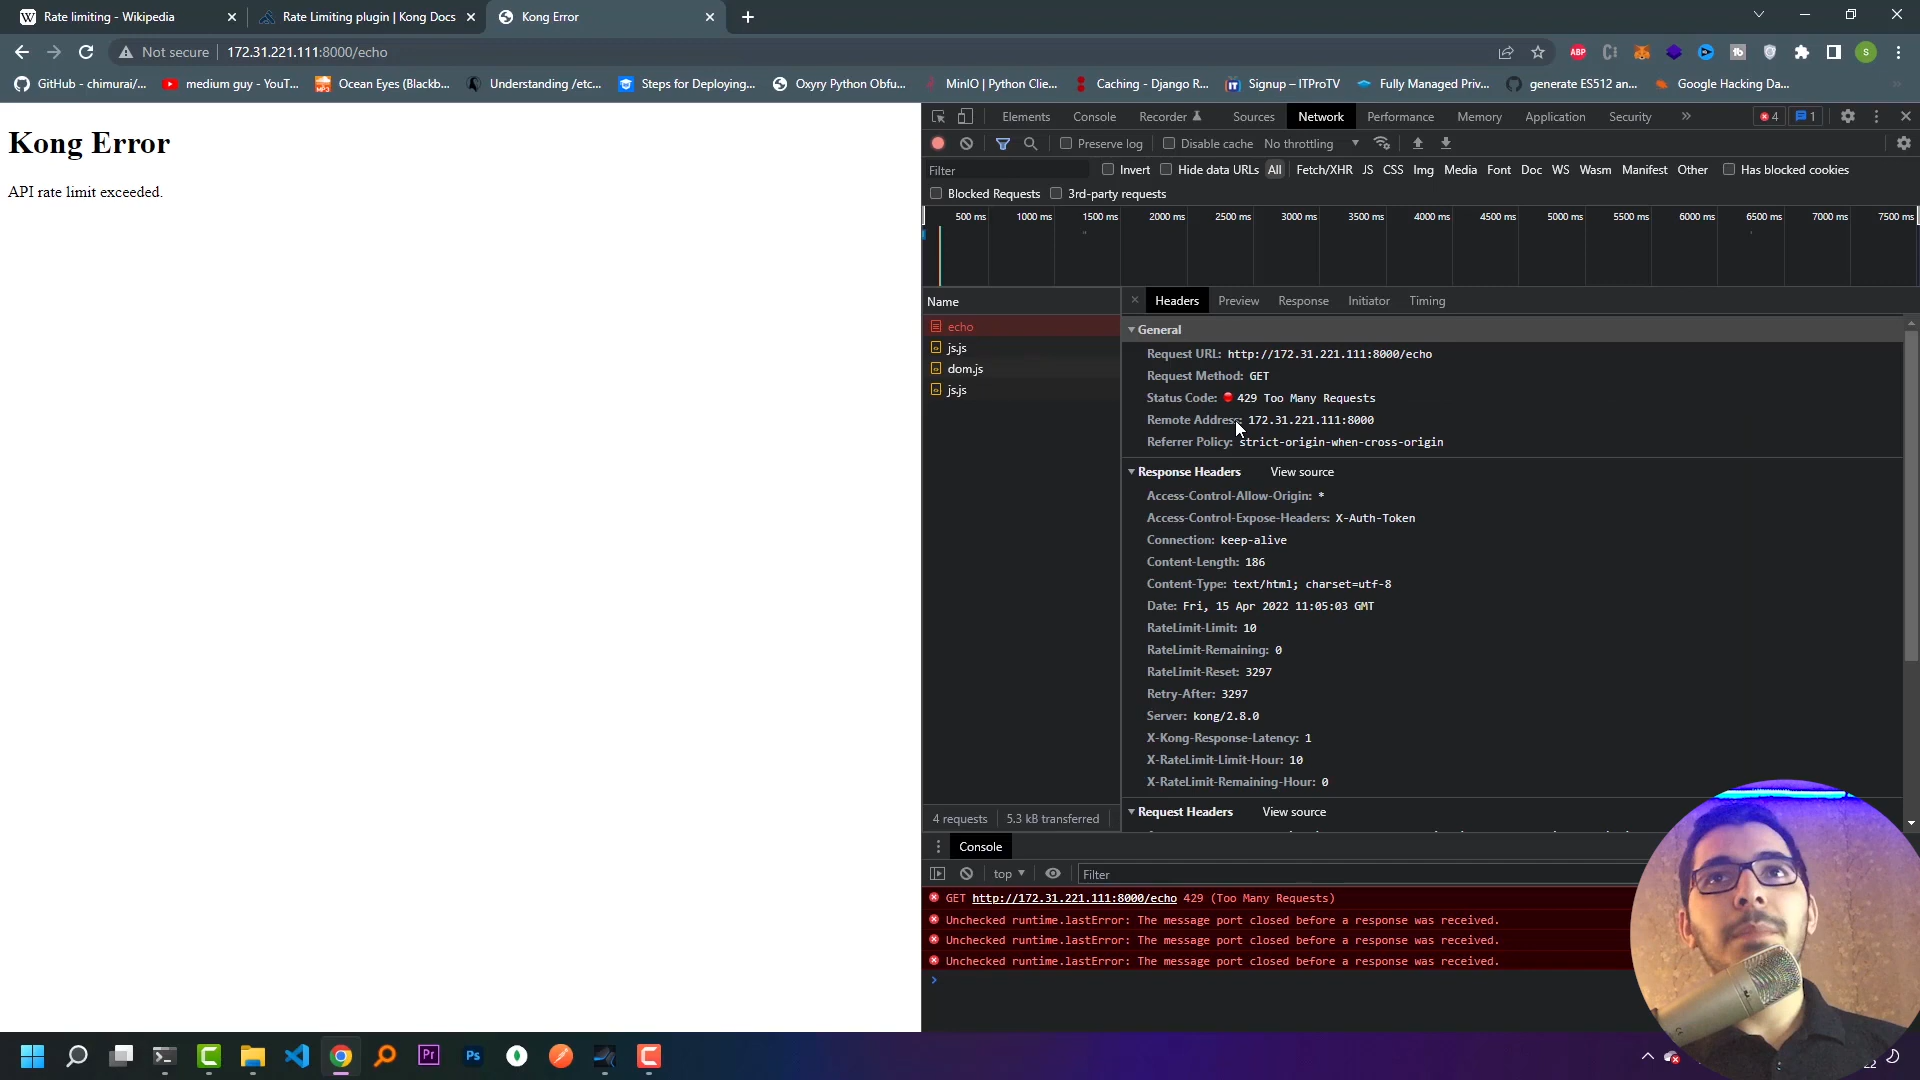 Rate limiting - Wikipedia
Rate Limiting plugin | Kong Docs
Kong Error
Not secure
172.31.221.111:8000/echo
ABP
S
GitHub - chimurai/...
medium guy - YouT...
Ocean Eyes (Blackb...
Understanding /etc...
Steps for Deploying...
Oxyry Python Obfu...
MinIO | Python Clie...
Caching - Django R...
Signup – ITProTV
Fully Managed Priv...
generate ES512 an...
Google Hacking Da...
Kong Error
API rate limit exceeded.
Elements
Console
Recorder
Sources
Network
Performance
Memory
Application
Security
4
1
Preserve log
Disable cache
No throttling
Filter
Invert
Hide data URLs
All
Fetch/XHR JS CSS Img Media Font Doc WS Wasm Manifest Other
Has blocked cookies
Blocked Requests
3rd-party requests
500 ms 1000 ms 1500 ms 2000 ms 2500 ms 3000 ms 3500 ms 4000 ms 4500 ms 5000 ms 5500 ms 6000 ms 6500 ms 7000 ms 7500 ms
Name
echo
js.js
dom.js
js.js
4 requests
5.3 kB transferred
Headers
Preview
Response
Initiator
Timing
General
Request URL: http://172.31.221.111:8000/echo
Request Method: GET
Status Code: 429 Too Many Requests
Remote Address: 172.31.221.111:8000
Referrer Policy: strict-origin-when-cross-origin
Response Headers
View source
Access-Control-Allow-Origin: *
Access-Control-Expose-Headers: X-Auth-Token
Connection: keep-alive
Content-Length: 186
Content-Type: text/html; charset=utf-8
Date: Fri, 15 Apr 2022 11:05:03 GMT
RateLimit-Limit: 10
RateLimit-Remaining: 0
RateLimit-Reset: 3297
Retry-After: 3297
Server: kong/2.8.0
X-Kong-Response-Latency: 1
X-RateLimit-Limit-Hour: 10
X-RateLimit-Remaining-Hour: 0
Request Headers
View source
Console
top
Filter
GET http://172.31.221.111:8000/echo 429 (Too Many Requests)
Unchecked runtime.lastError: The message port closed before a response was received.
Unchecked runtime.lastError: The message port closed before a response was received.
Unchecked runtime.lastError: The message port closed before a response was received.
Pr
Ps